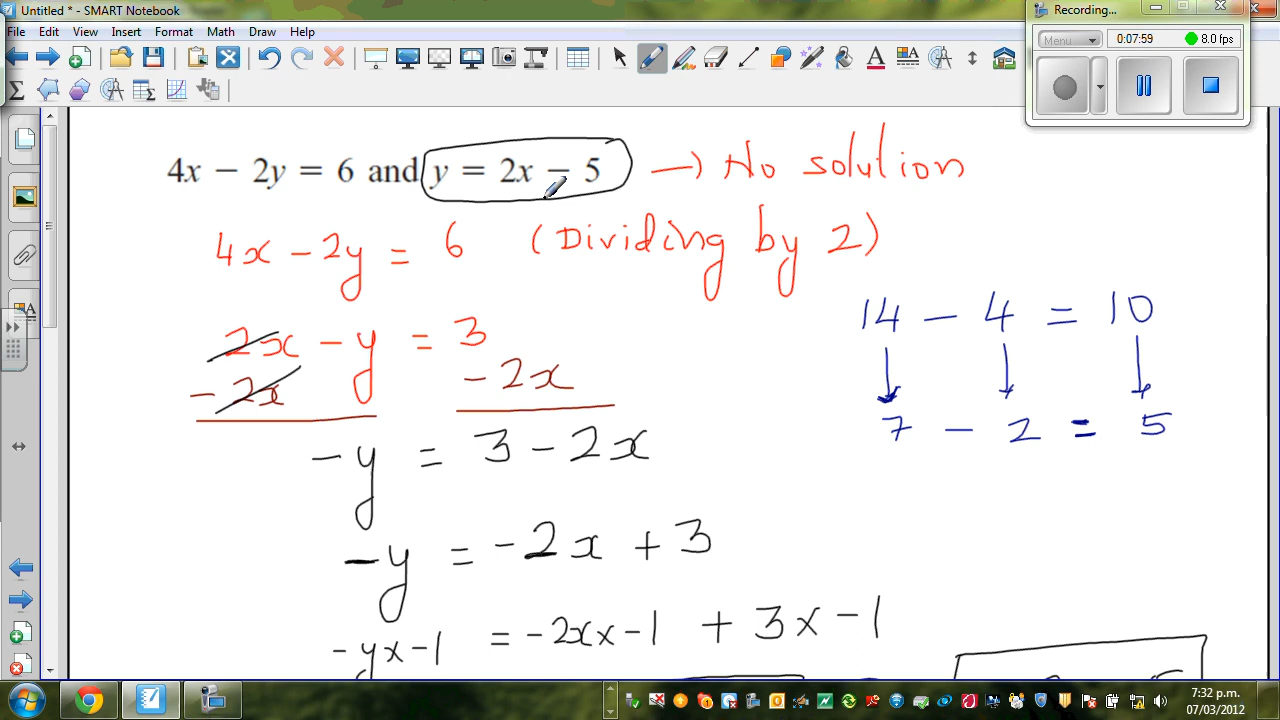 Untitled * - SMART Notebook
File Edit View Insert Format Math Draw Help
Recording...
Menu 0:07:59 8.0 fps
4x − 2y = 6 and y = 2x − 5 → No solution
4x − 2y = 6 (Dividing by 2)
14 − 4 = 10
2x − y = 3
− 2x − 2x
7 − 2 = 5
− y = 3 − 2x
− y = − 2x + 3
− y x − 1 = − 2x x − 1 + 3 x − 1
7:32 p.m.
07/03/2012